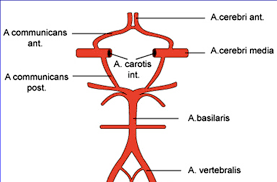 A.cerebri ant.
A communicans
ant.
A.cerebri media
A. carotis
int.
A communicans
post.
A.basilaris
A. vertebralis